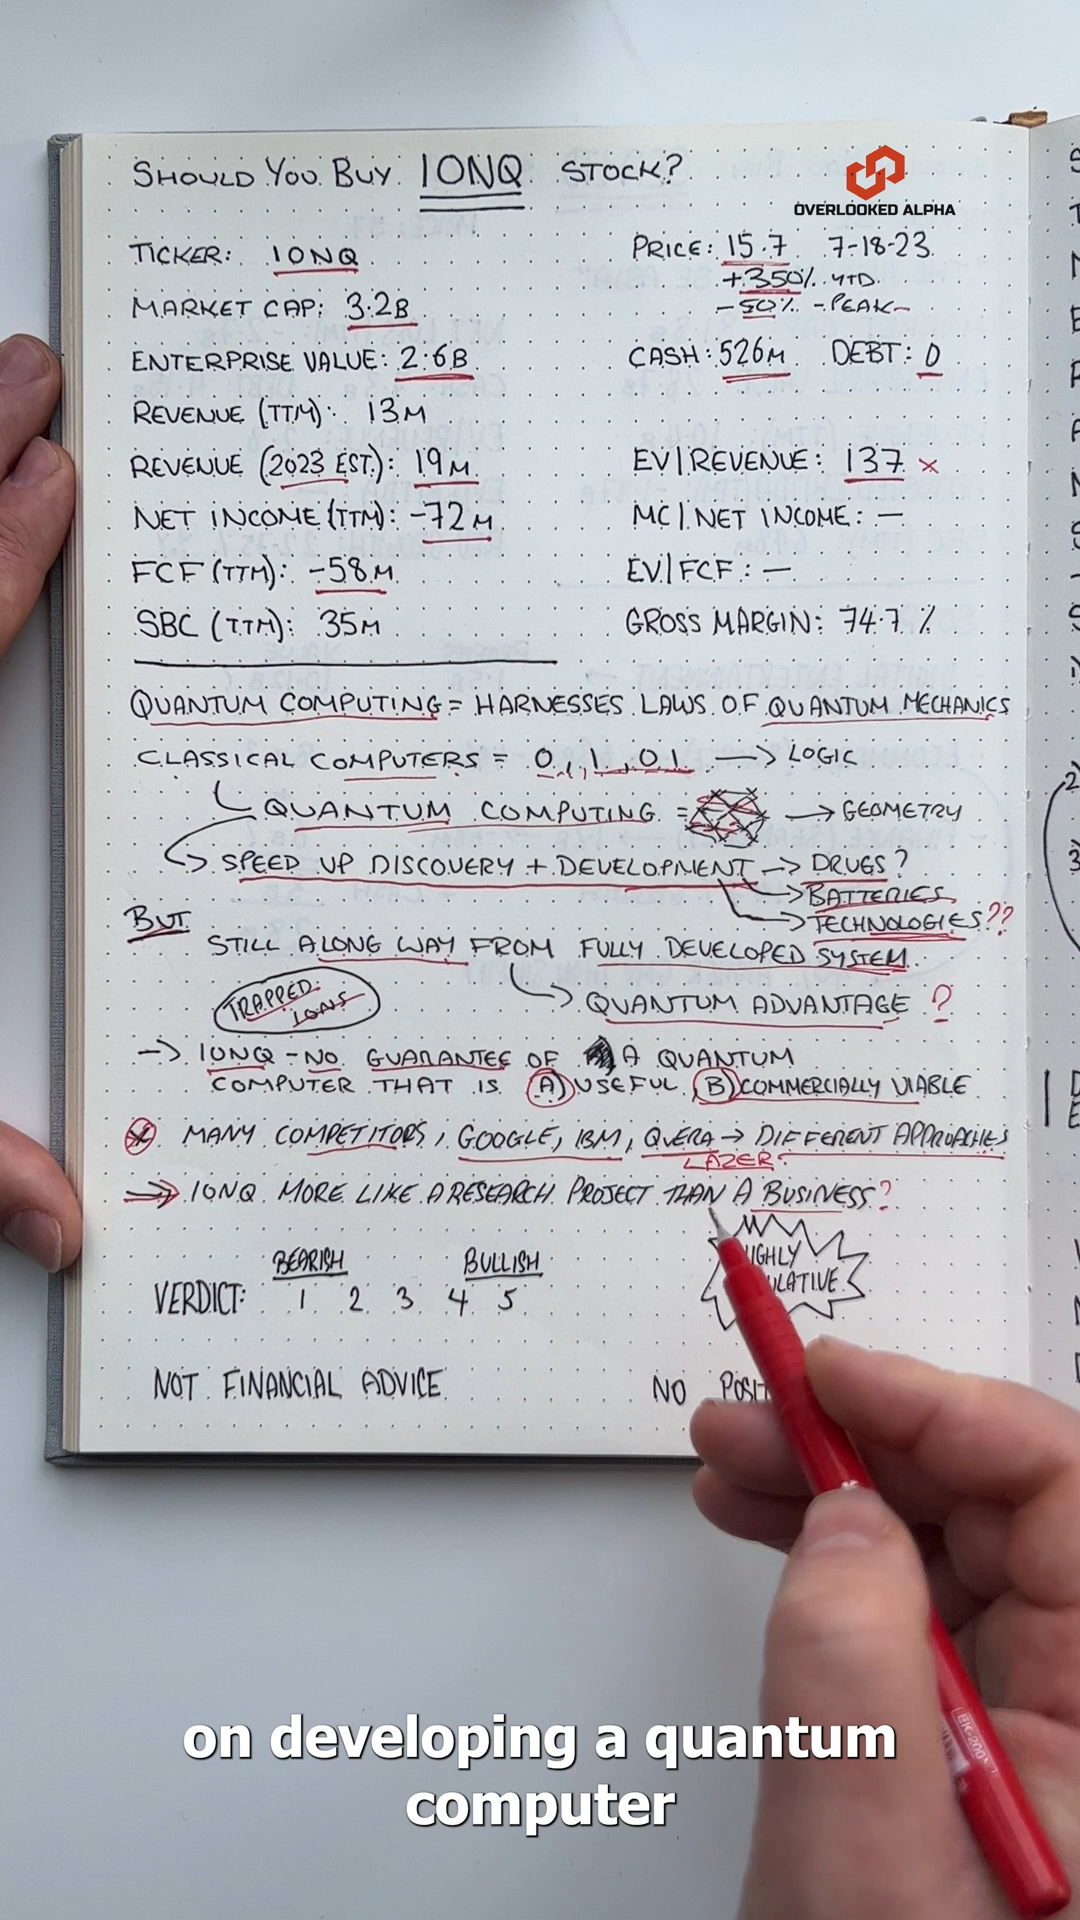 SHOULD YOU BUY IONQ STOCK?
OVERLOOKED ALPHA
TICKER: IONQ
PRICE: 15.7 7-18-23
+350% YTD
-50% -PEAK
MARKET CAP: 3.2B
ENTERPRISE VALUE: 2.6B
CASH: 526M DEBT: 0
REVENUE (TTM): 13M
REVENUE (2023 EST.): 19M
EV/REVENUE: 137 x
NET INCOME (TTM): -72M
MC/NET INCOME: —
FCF (TTM): -58M
EV/FCF: —
SBC (TTM): 35M
GROSS MARGIN: 74.7%
QUANTUM COMPUTING = HARNESSES LAWS OF QUANTUM MECHANICS
CLASSICAL COMPUTERS = 0, 1, 01 → LOGIC
QUANTUM COMPUTING = → GEOMETRY
→ SPEED UP DISCOVERY + DEVELOPMENT → DRUGS?
→ BATTERIES
→ TECHNOLOGIES??
BUT
STILL A LONG WAY FROM FULLY DEVELOPED SYSTEM
TRAPPED IONS
→ QUANTUM ADVANTAGE?
→ IONQ - NO GUARANTEE OF A QUANTUM
COMPUTER THAT IS (A) USEFUL (B) COMMERCIALLY VIABLE
MANY COMPETITORS, GOOGLE, IBM, QUERA → DIFFERENT APPROACHES
LAZER
⇒ IONQ MORE LIKE A RESEARCH PROJECT THAN A BUSINESS?
BEARISH BULLISH
VERDICT: 1 2 3 4 5
NOT FINANCIAL ADVICE
NO
on developing a quantum
computer